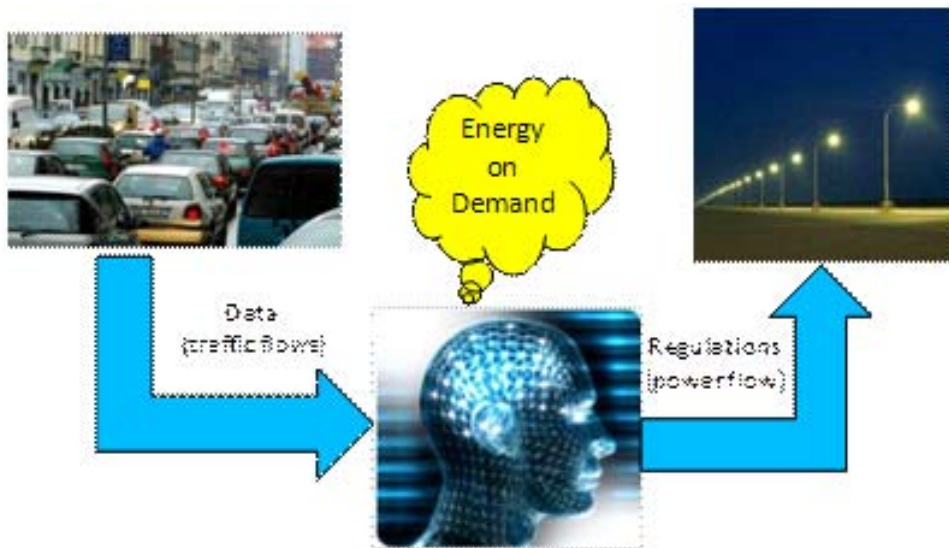 Energy
on
Demand
Data
(traffic flows)
Regulations
(powerflow)